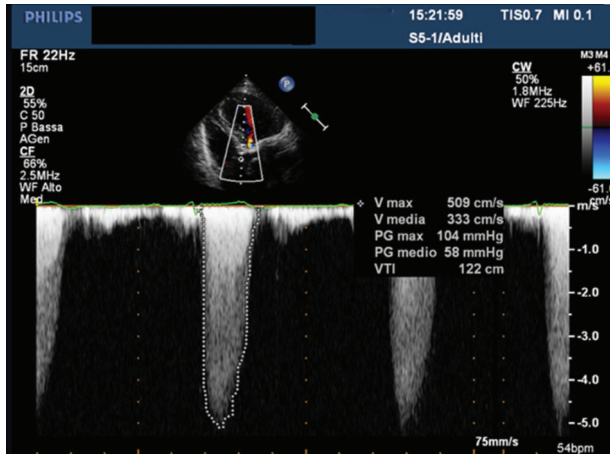 PHILIPS
15:21:59 TIS0.7 MI 0.1
S5-1/Adulti
FR 22Hz
15cm
2D
55%
C 50
P Bassa
AGen
CF
66%
2.5MHz
WF Alto
Med
P
M3 M4
CW
50%
1.8MHz
WF 225Hz
+61.
-61.
cm/s
m/s
V max 509 cm/s
V media 333 cm/s
PG max 104 mmHg
PG medio 58 mmHg
VTI 122 cm
-1.0
-2.0
-3.0
-4.0
-5.0
75mm/s
54bpm